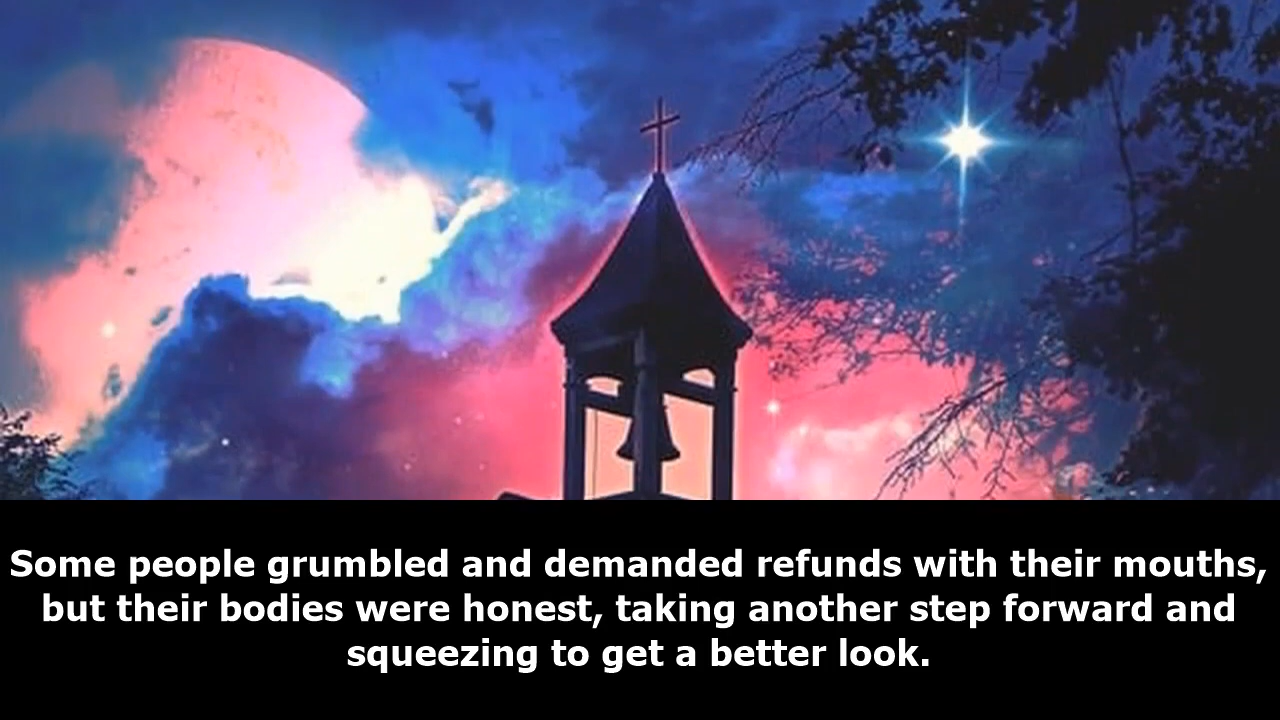 Some people grumbled and demanded refunds with their mouths,
but their bodies were honest, taking another step forward and
squeezing to get a better look.